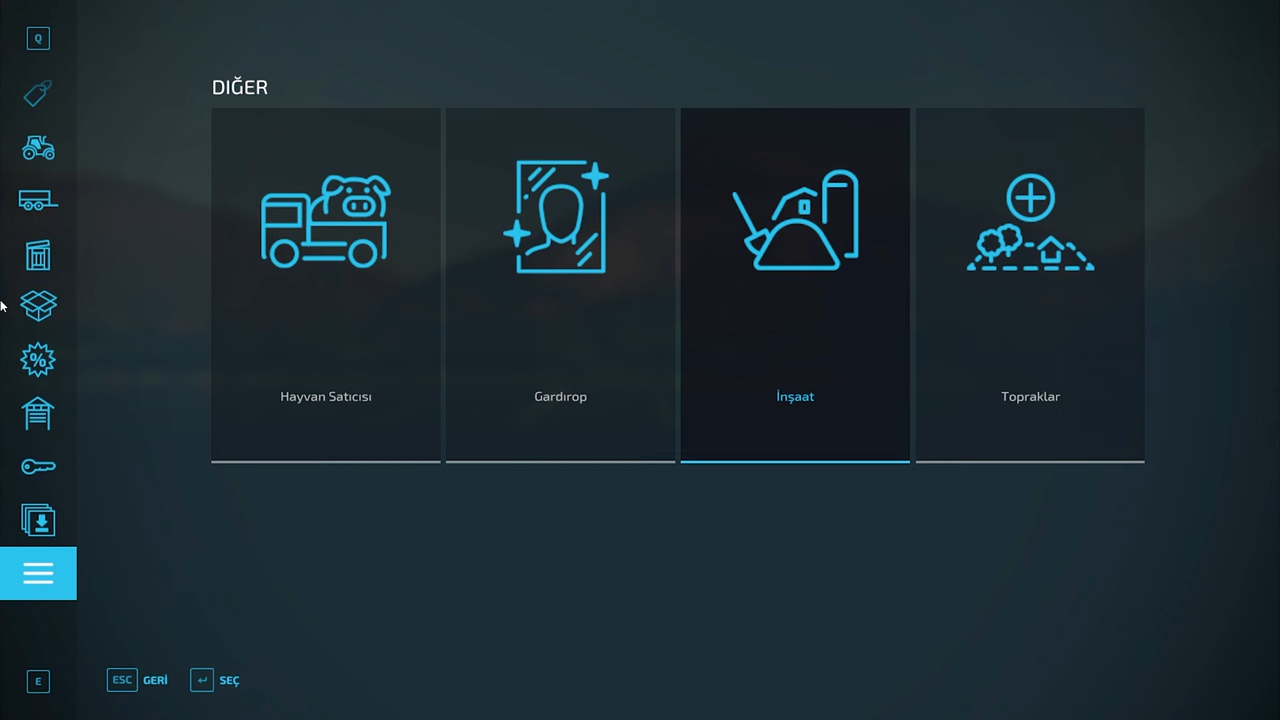 Q
DIĞER
%
Hayvan Satıcısı
Gardırop
İnşaat
Topraklar
E
ESC GERİ
SEÇ